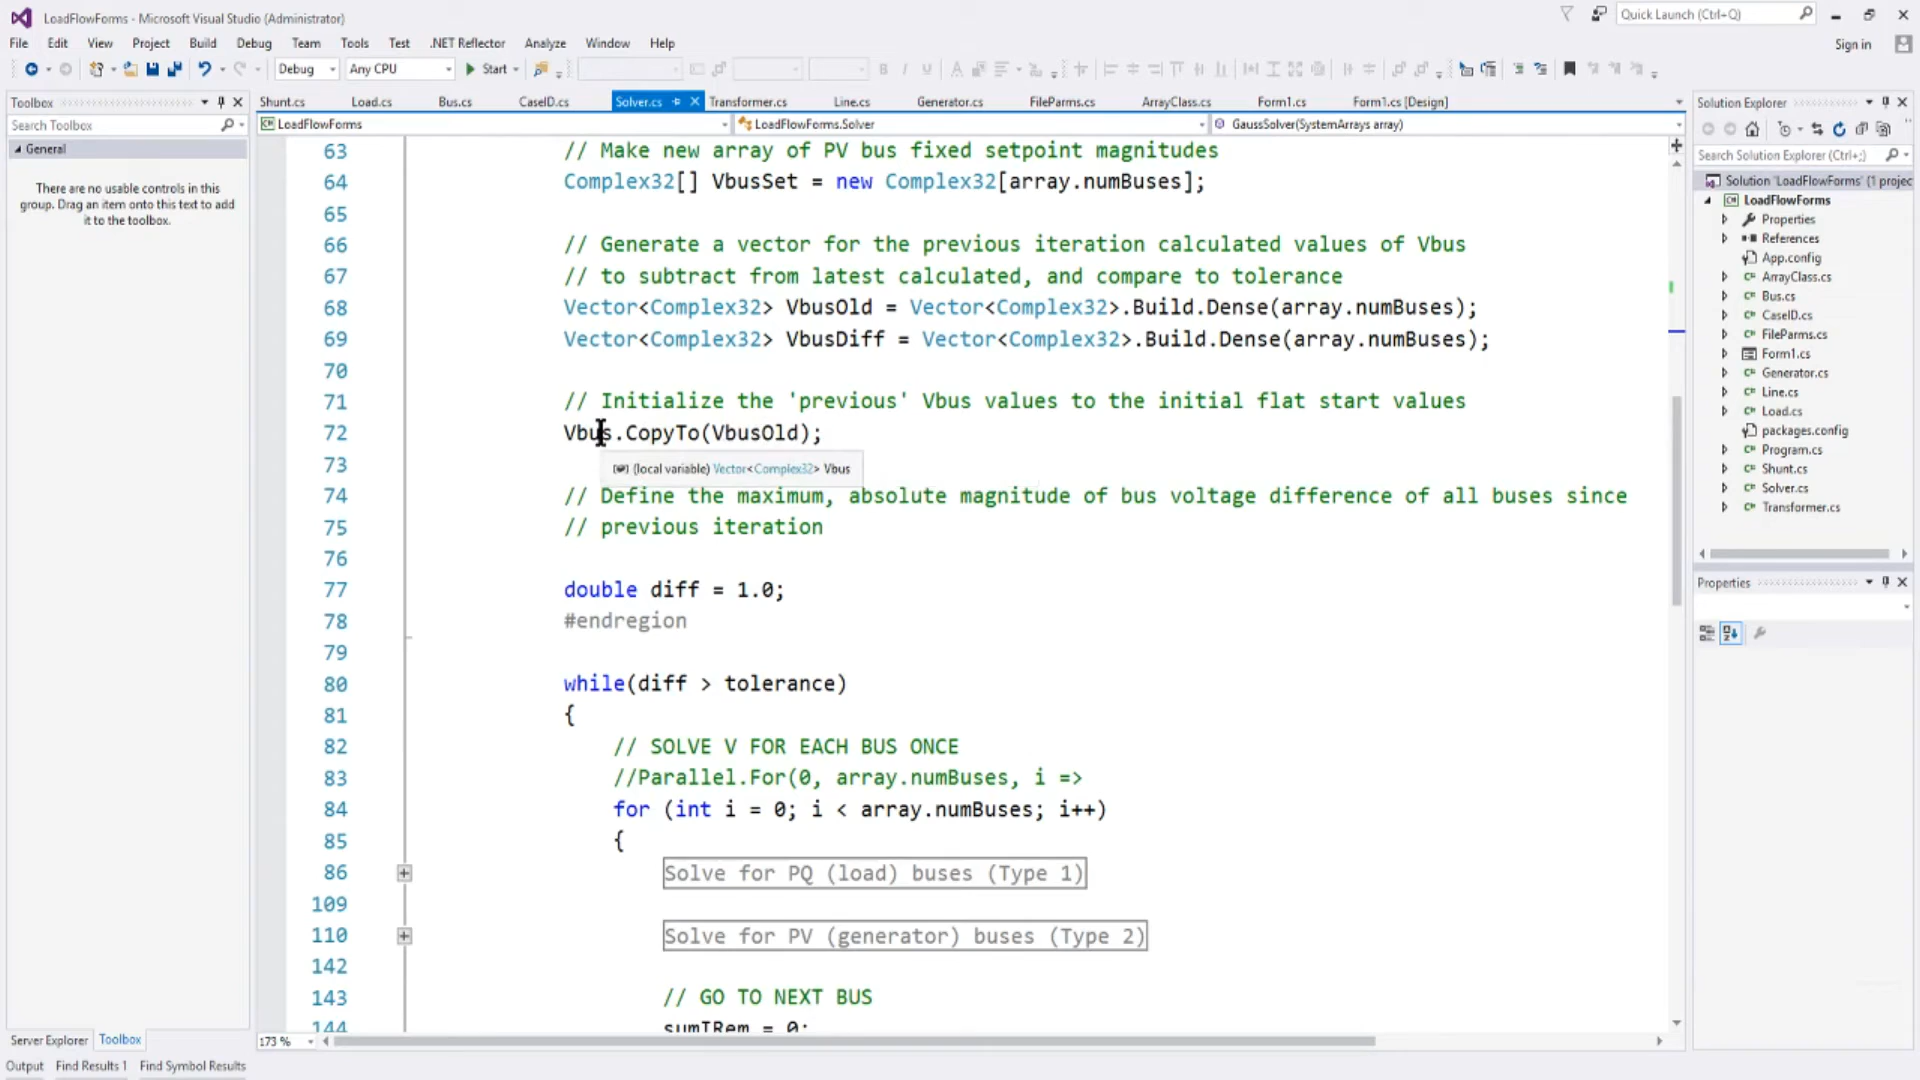 LoadFlowForms - Microsoft Visual Studio (Administrator)
Quick Launch (Ctrl+Q)
File Edit View Project Build Debug Team Tools Test .NET Reflector Analyze Window Help
Sign in
Debug Any CPU Start
Toolbox
Search Toolbox
General
There are no usable controls in this
group. Drag an item onto this text to add
it to the toolbox.
Server Explorer Toolbox
Shunt.cs Load.cs Bus.cs CaseID.cs Solver.cs Transformer.cs Line.cs Generator.cs FileParms.cs ArrayClass.cs Form1.cs Form1.cs [Design]
LoadFlowForms LoadFlowForms.Solver GaussSolver(SystemArrays array)
63 // Make new array of PV bus fixed setpoint magnitudes
64 Complex32[] VbusSet = new Complex32[array.numBuses];
65
66 // Generate a vector for the previous iteration calculated values of Vbus
67 // to subtract from latest calculated, and compare to tolerance
68 Vector<Complex32> VbusOld = Vector<Complex32>.Build.Dense(array.numBuses);
69 Vector<Complex32> VbusDiff = Vector<Complex32>.Build.Dense(array.numBuses);
70
71 // Initialize the 'previous' Vbus values to the initial flat start values
72 Vbus.CopyTo(VbusOld);
73 (local variable) Vector<Complex32> Vbus
74 // Define the maximum, absolute magnitude of bus voltage difference of all buses since
75 // previous iteration
76
77 double diff = 1.0;
78 #endregion
79
80 while(diff > tolerance)
81 {
82 // SOLVE V FOR EACH BUS ONCE
83 //Parallel.For(0, array.numBuses, i =>
84 for (int i = 0; i < array.numBuses; i++)
85 {
86 Solve for PQ (load) buses (Type 1)
109
110 Solve for PV (generator) buses (Type 2)
142
143 // GO TO NEXT BUS
144 sumIRem = 0;
173 %
Solution Explorer
Search Solution Explorer (Ctrl+;)
Solution 'LoadFlowForms' (1 projec
LoadFlowForms
Properties
References
App.config
ArrayClass.cs
Bus.cs
CaseID.cs
FileParms.cs
Form1.cs
Generator.cs
Line.cs
Load.cs
packages.config
Program.cs
Shunt.cs
Solver.cs
Transformer.cs
Properties
Output Find Results 1 Find Symbol Results